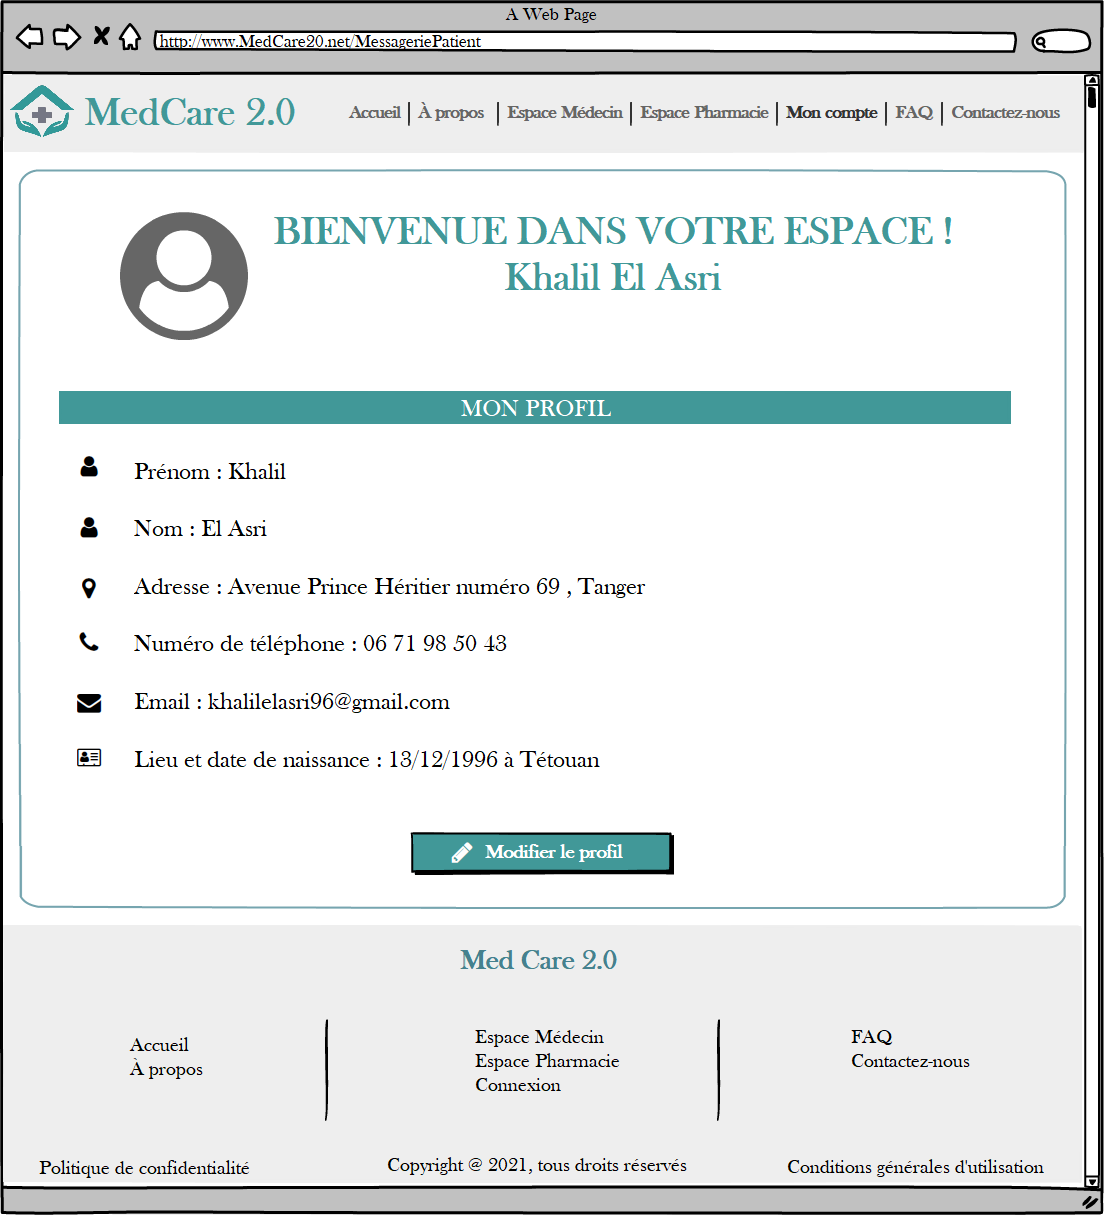 A Web Page
http://www.MedCare20.net/MessageriePatient
MedCare 2.0
Accueil | À propos | Espace Médecin | Espace Pharmacie | Mon compte | FAQ | Contactez-nous
BIENVENUE DANS VOTRE ESPACE !
Khalil El Asri
MON PROFIL
Prénom : Khalil
Nom : El Asri
Adresse : Avenue Prince Héritier numéro 69 , Tanger
Numéro de téléphone : 06 71 98 50 43
Email : khalilelasri96@gmail.com
Lieu et date de naissance : 13/12/1996 à Tétouan
Modifier le profil
Med Care 2.0
Accueil
À propos
Espace Médecin
Espace Pharmacie
Connexion
FAQ
Contactez-nous
Politique de confidentialité
Copyright @ 2021, tous droits réservés
Conditions générales d'utilisation